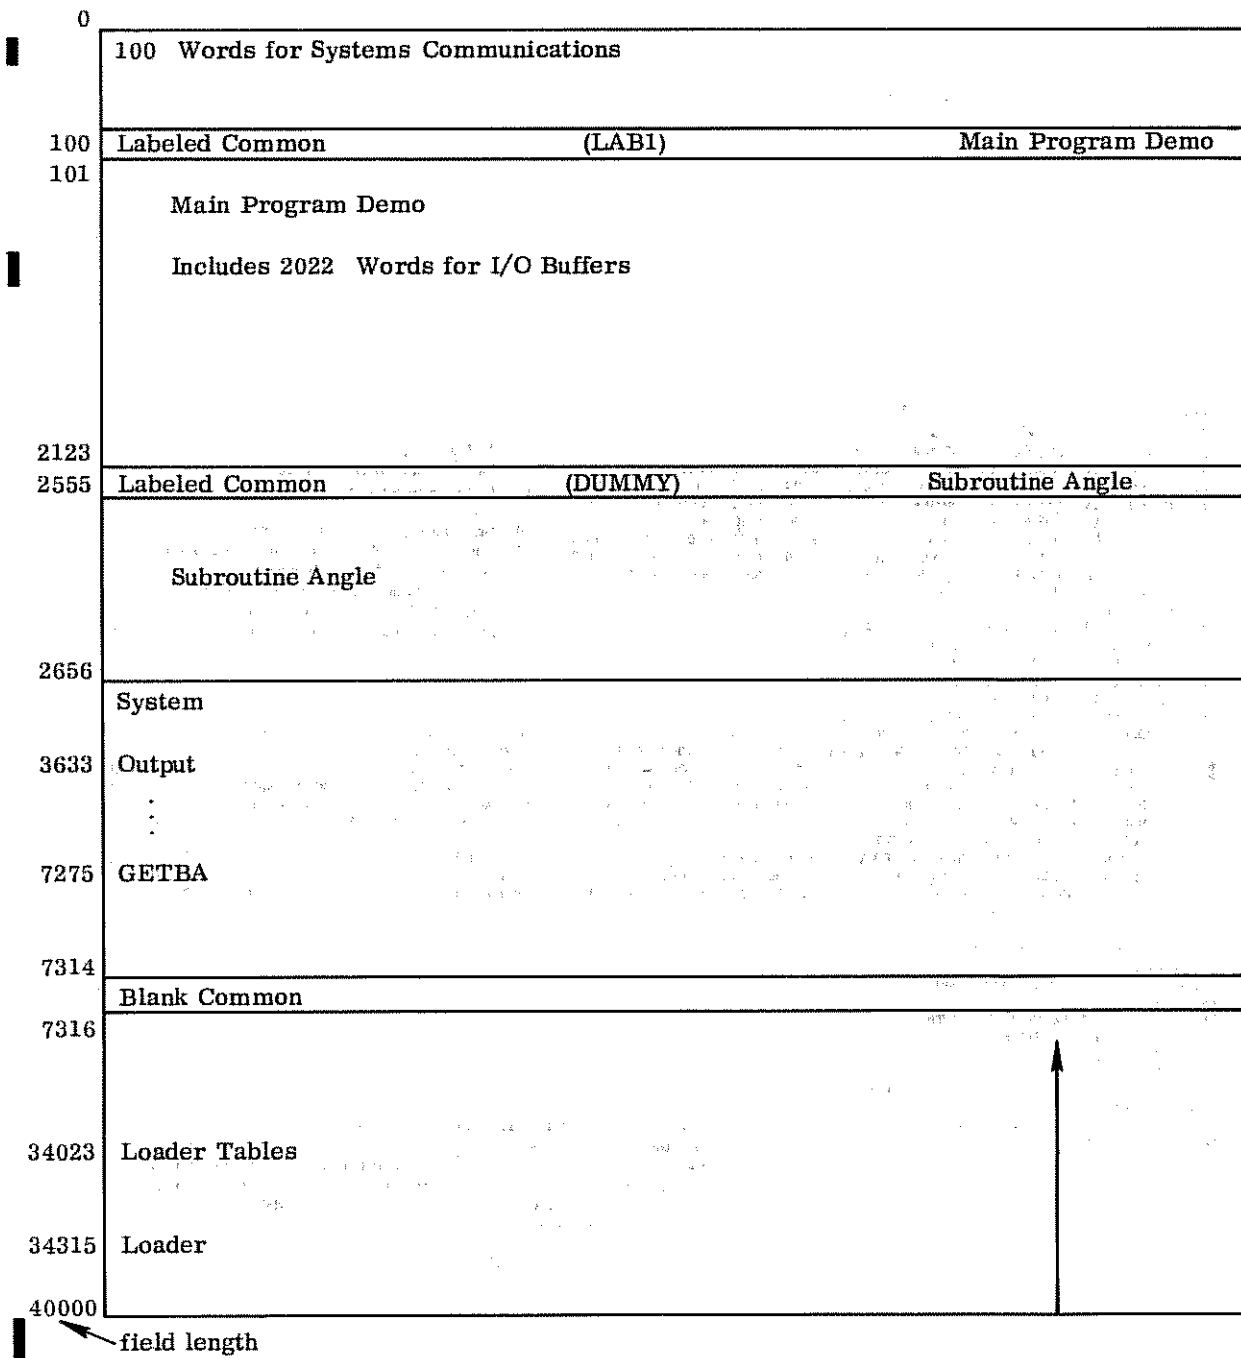 0
100 Words for Systems Communications
100 Labeled Common (LAB1) Main Program Demo
101
Main Program Demo
Includes 2022 Words for I/O Buffers
2123
2555 Labeled Common (DUMMY) Subroutine Angle
Subroutine Angle
2656
System
3633 Output
7275 GETBA
7314
Blank Common
7316
34023 Loader Tables
34315 Loader
40000
field length